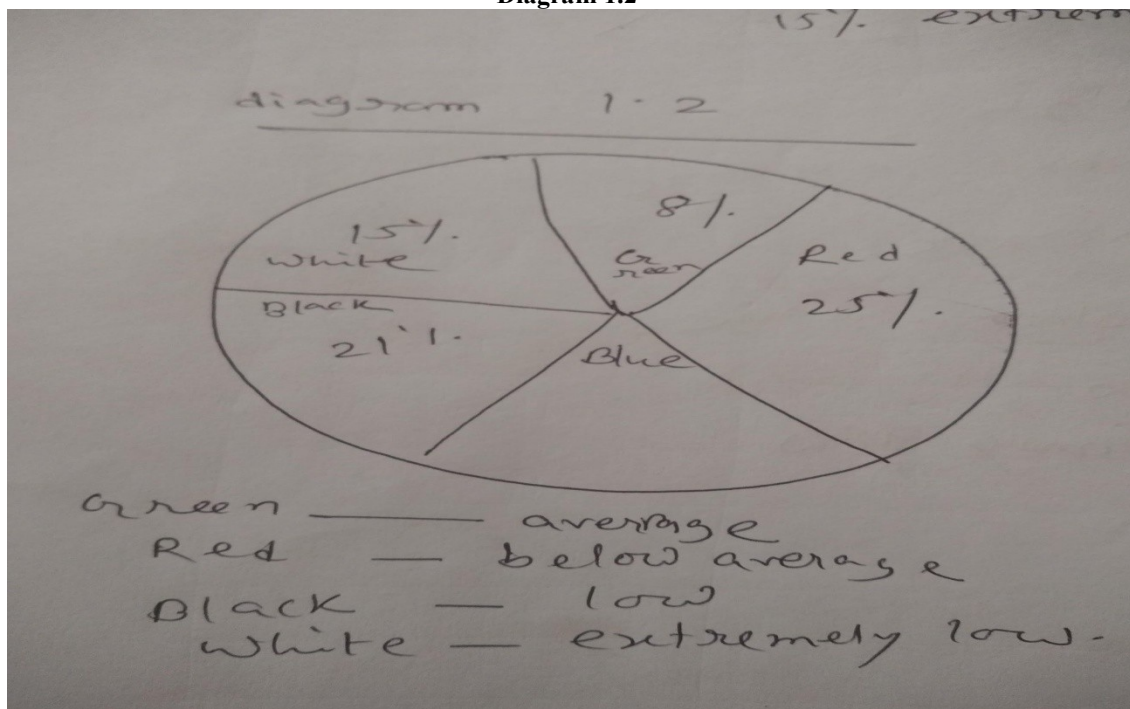 Diagram 1.2
15%. extrem
diagram 1.2
8%.
15%.
Green
Red
White
25%.
Black
21%.
Blue
Green — average
Red — below average
Black — low
White — extremely low.